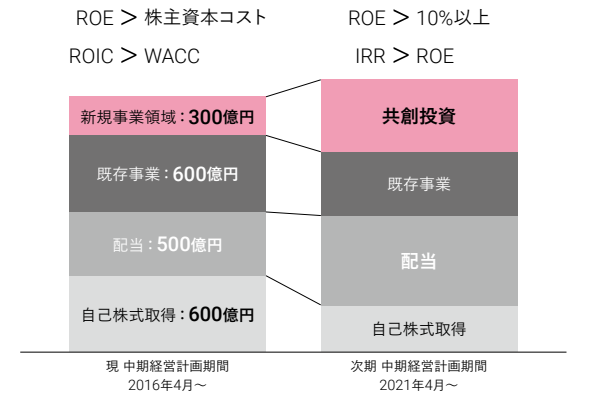 ROE > 株主資本コスト
ROIC > WACC
ROE > 10%以上
IRR > ROE
新規事業領域：300億円
既存事業：600億円
配当：500億円
自己株式取得：600億円
共創投資
既存事業
配当
自己株式取得
現 中期経営計画期間
2016年4月～
次期 中期経営計画期間
2021年4月～